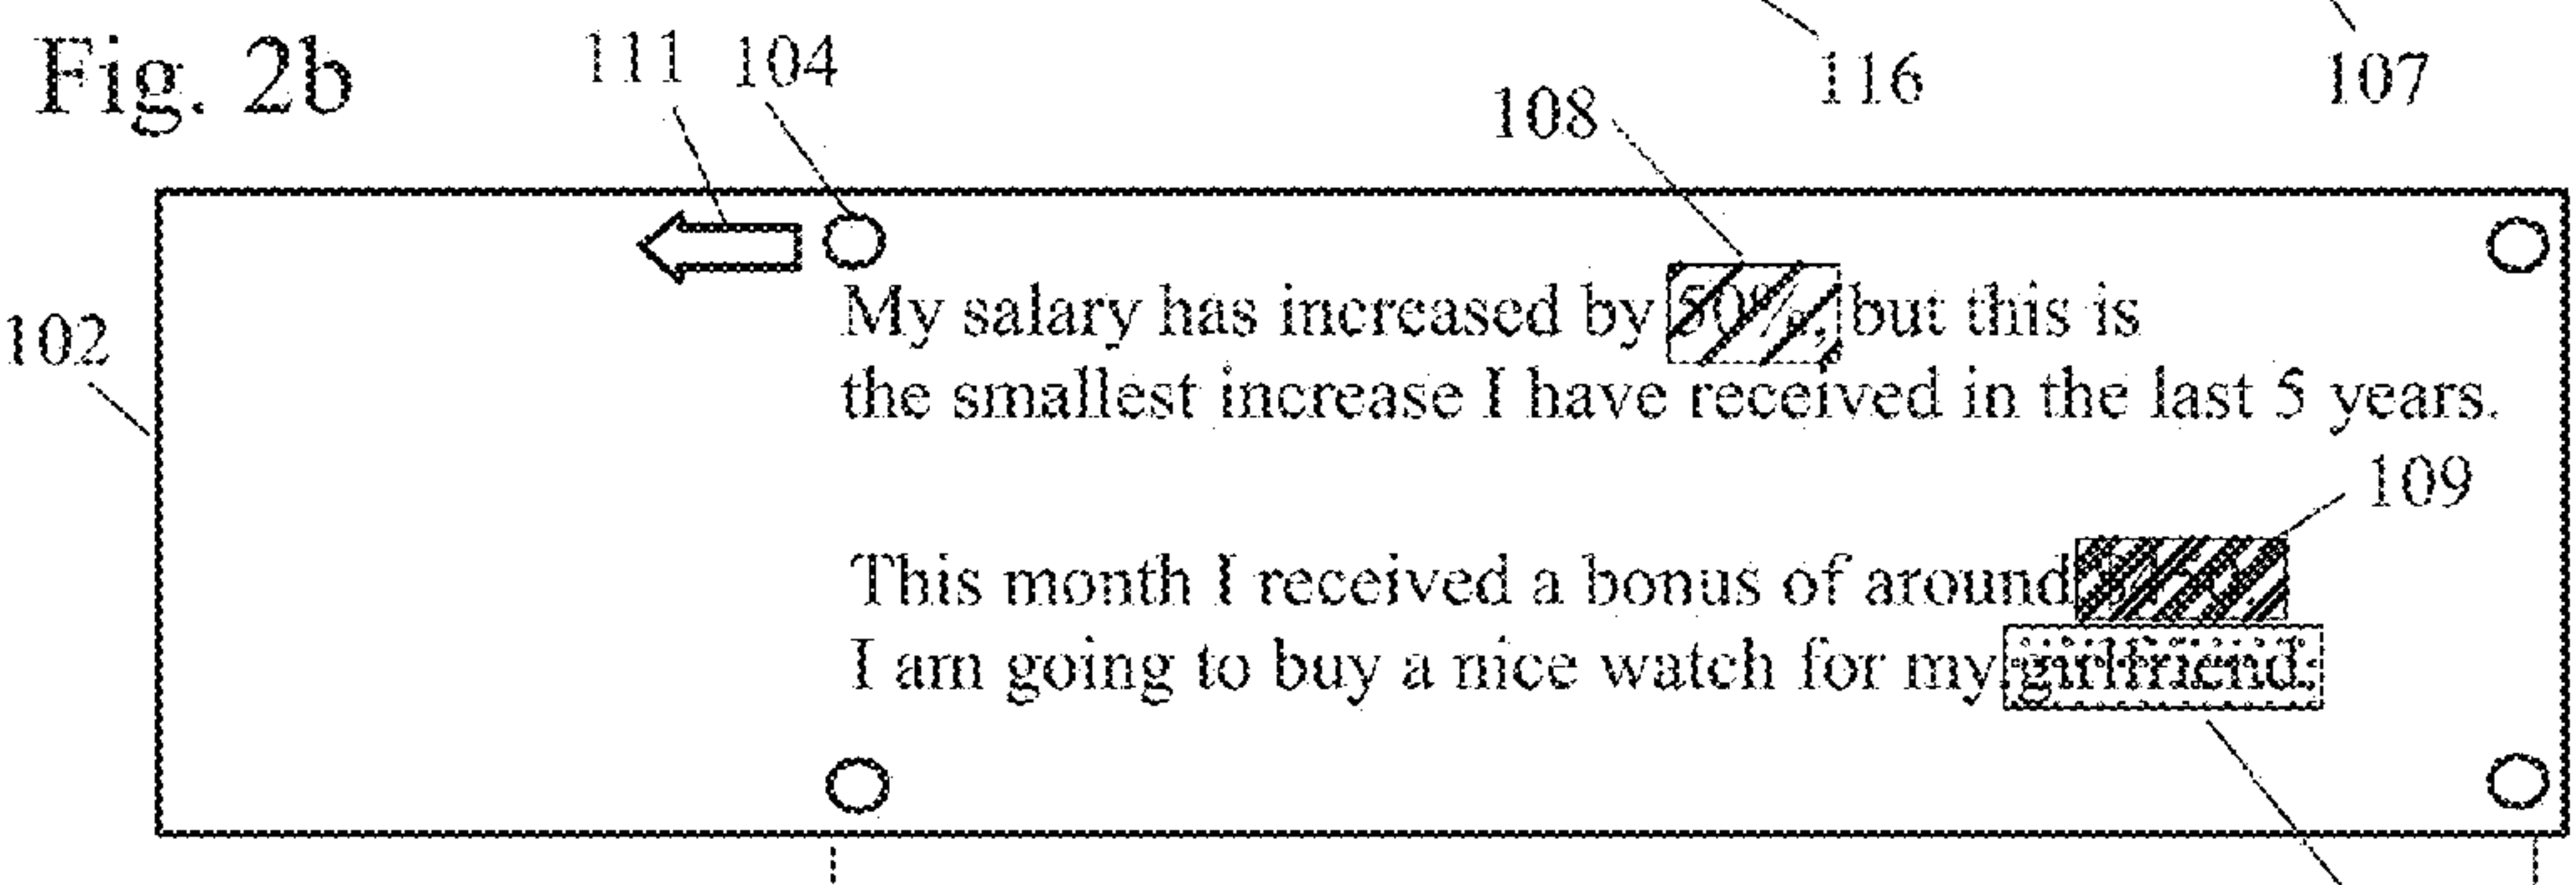 Fig. 2b
111 104
116
107
108
102
My salary has increased by 50%, but this is
the smallest increase I have received in the last 5 years.
109
This month I received a bonus of around
I am going to buy a nice watch for my girlfriend.